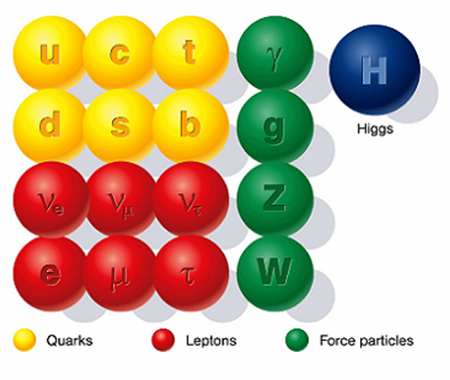 u c t γ H
d s b g
Higgs
νe νμ ντ Z
e μ τ W
Quarks Leptons Force particles